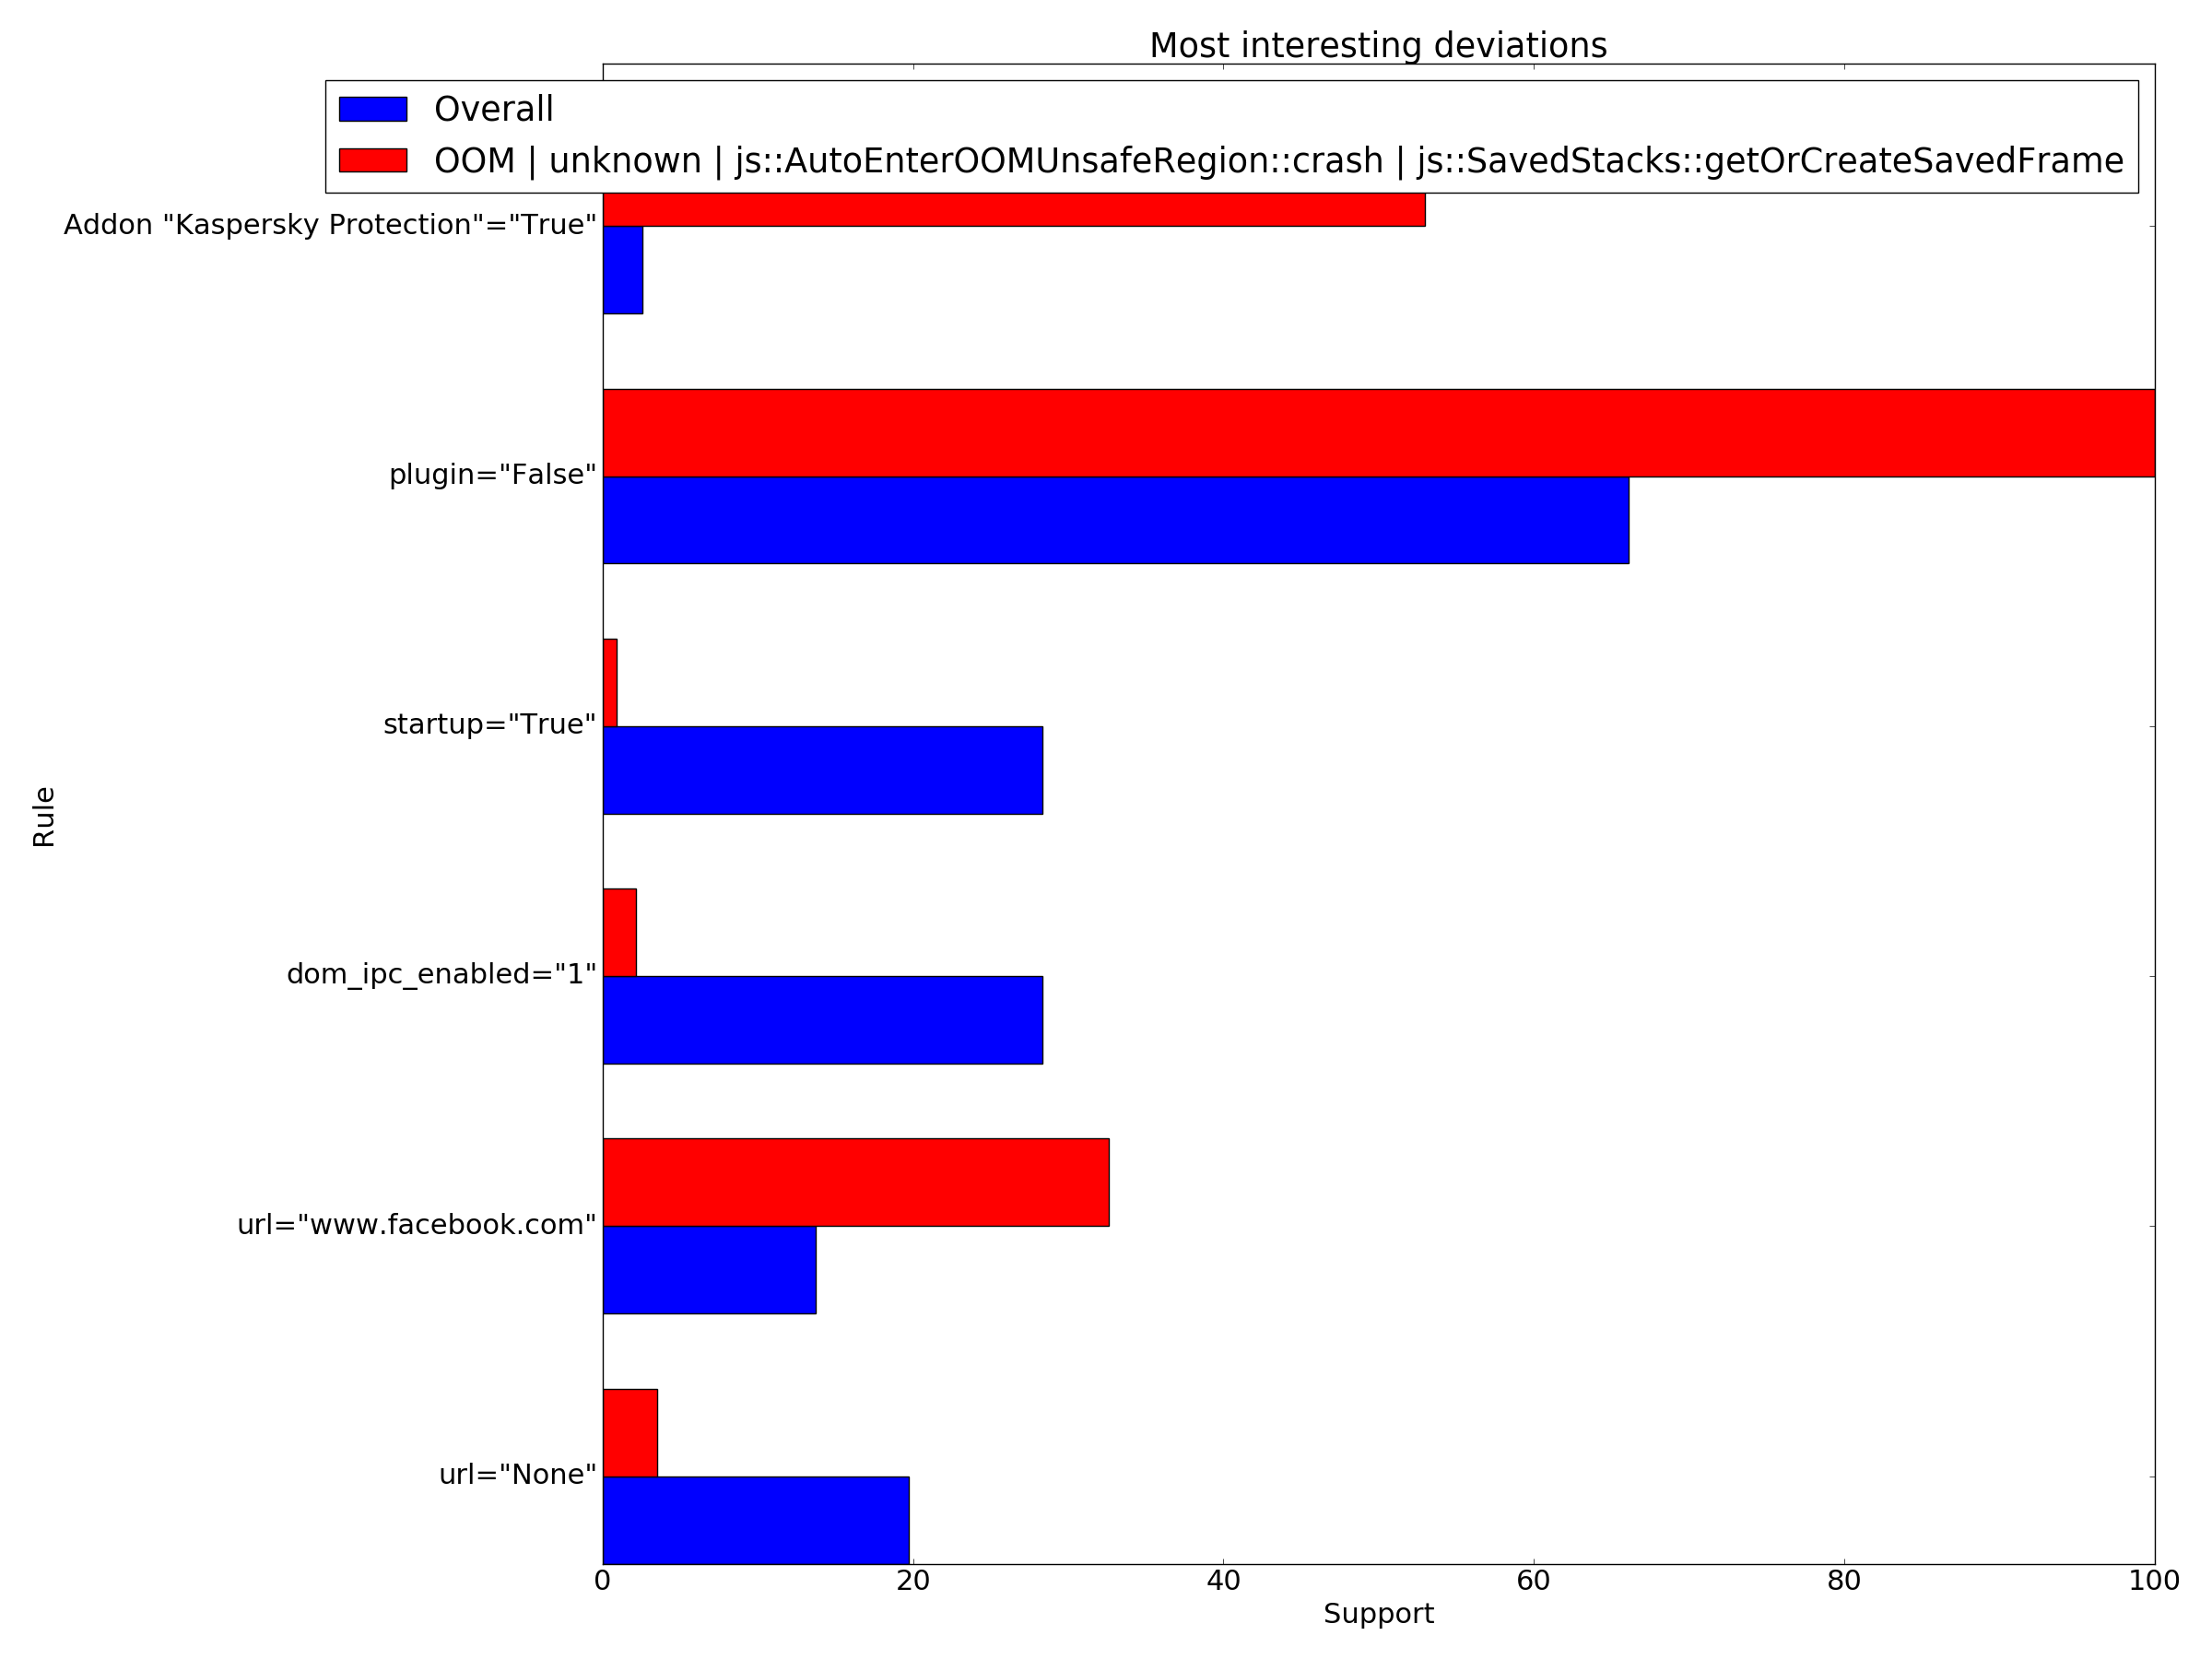 Most interesting deviations
Overall
OOM | unknown | js::AutoEnterOOMUnsafeRegion::crash | js::SavedStacks::getOrCreateSavedFrame
Addon "Kaspersky Protection"="True"
plugin="False"
startup="True"
Rule
dom_ipc_enabled="1"
url="www.facebook.com"
url="None"
0 20 40 60 80 100
Support